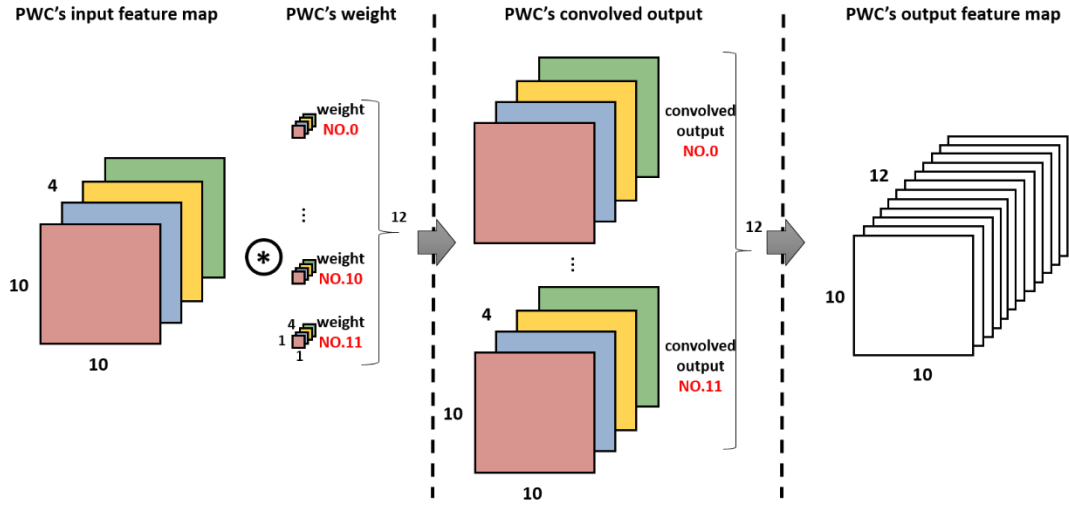 PWC's input feature map
PWC's weight
PWC's convolved output
PWC's output feature map
4
10
10
*
weight
NO.0
...
weight
NO.10
4
1
1
weight
NO.11
12
convolved
output
NO.0
...
4
10
10
convolved
output
NO.11
12
12
10
10